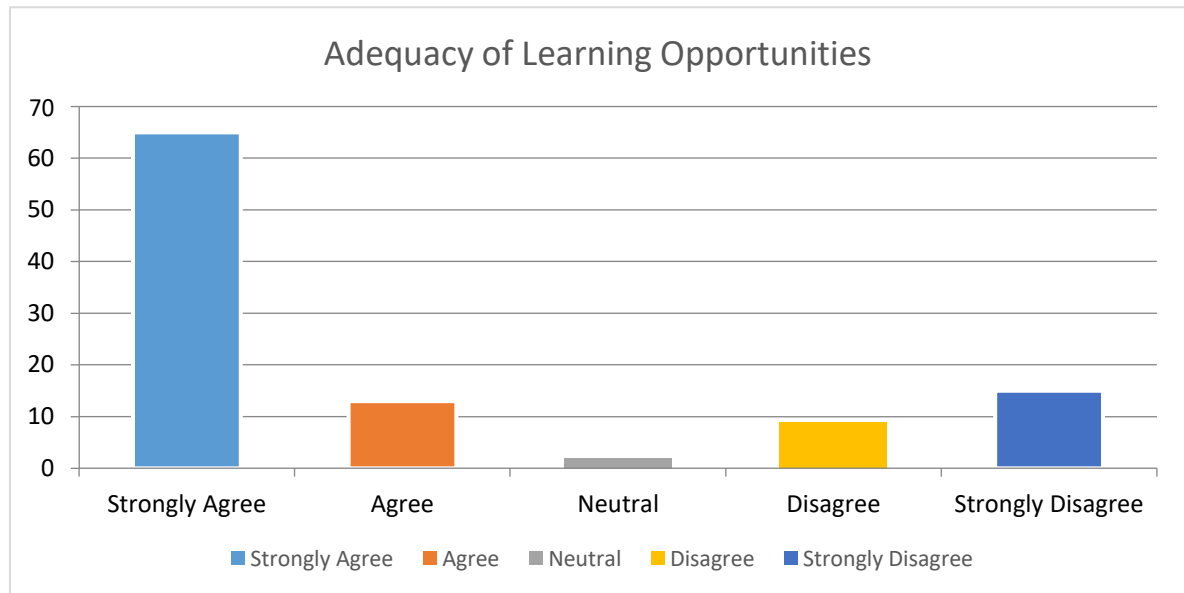 Adequacy of Learning Opportunities
70
60
50
40
30
20
10
0
Strongly Agree Agree Neutral Disagree Strongly Disagree
Strongly Agree Agree Neutral Disagree Strongly Disagree